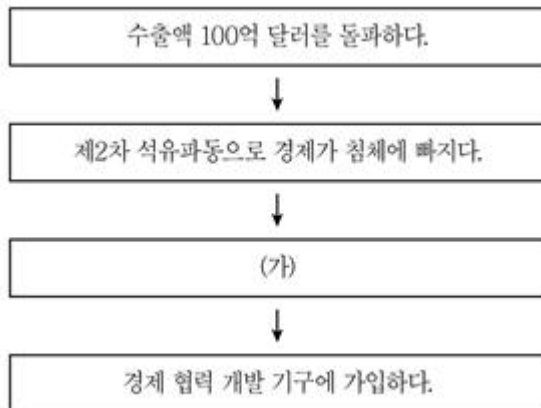 수출액 100억 달러를 돌파하다.
제2차 석유파동으로 경제가 침체에 빠지다.
(가)
경제 협력 개발 기구에 가입하다.